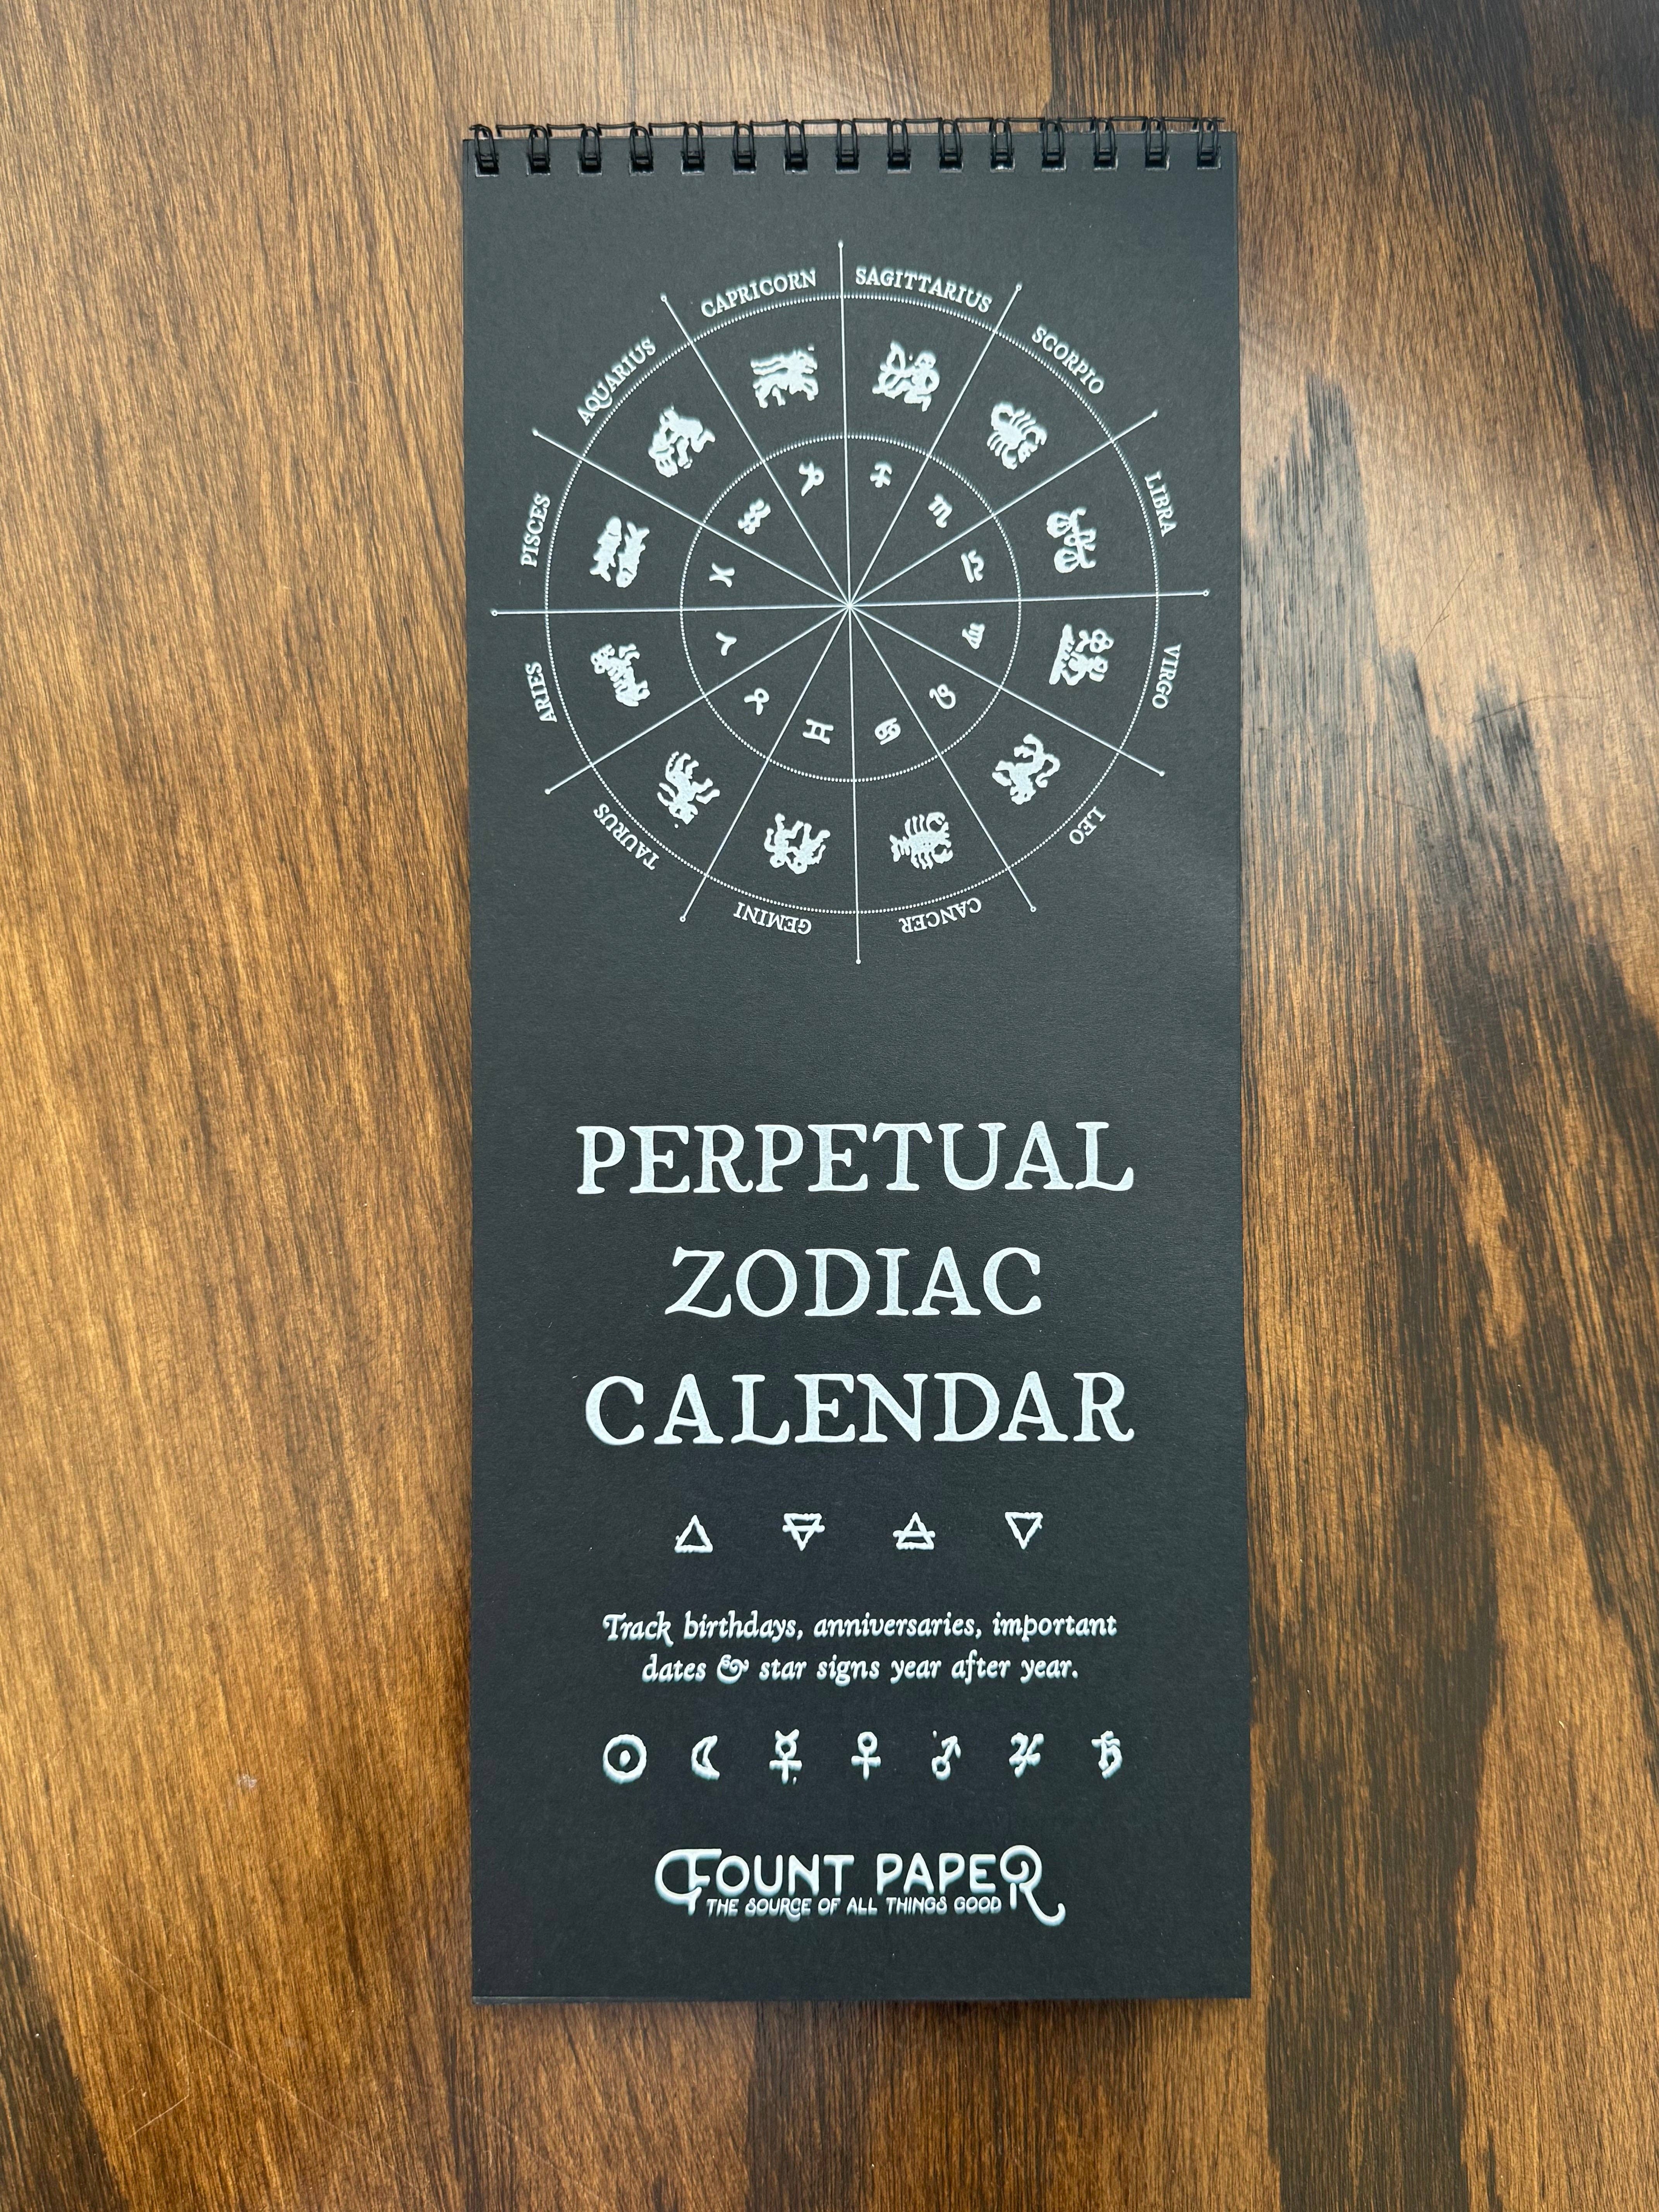 CAPRICORN
SAGITTARIUS
AQUARIUS
SCORPIO
PISCES
LIBRA
ARIES
VIRGO
TAURUS
LEO
GEMINI
CANCER
♑ ♐
♒ ♏
♓ ♎
♈ ♍
♉ ♌
♊ ♋
PERPETUAL
ZODIAC
CALENDAR
🜂 🜃 🜁 🜄
Track birthdays, anniversaries, important
dates & star signs year after year.
☉ ☾ ☿ ♀ ♂ ♃ ♄
FOUNT PAPER
THE SOURCE OF ALL THINGS GOOD